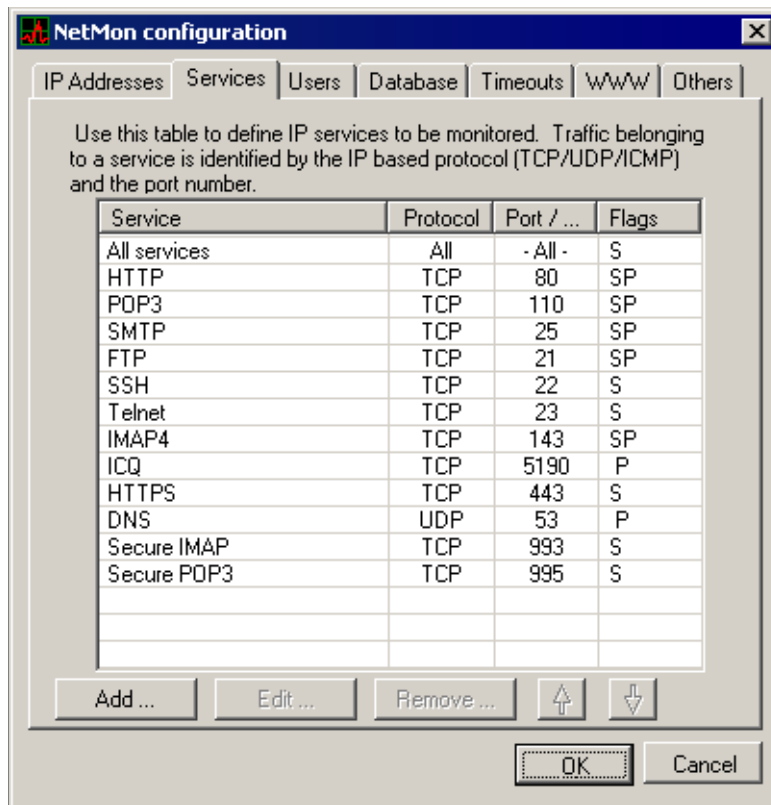 NetMon configuration
IP Addresses Services Users Database Timeouts WWW Others
Use this table to define IP services to be monitored. Traffic belonging
to a service is identified by the IP based protocol (TCP/UDP/ICMP)
and the port number.
Service Protocol Port / ... Flags
All services All - All - S
HTTP TCP 80 SP
POP3 TCP 110 SP
SMTP TCP 25 SP
FTP TCP 21 SP
SSH TCP 22 S
Telnet TCP 23 S
IMAP4 TCP 143 SP
ICQ TCP 5190 P
HTTPS TCP 443 S
DNS UDP 53 P
Secure IMAP TCP 993 S
Secure POP3 TCP 995 S
Add ... Edit ... Remove ...
OK Cancel